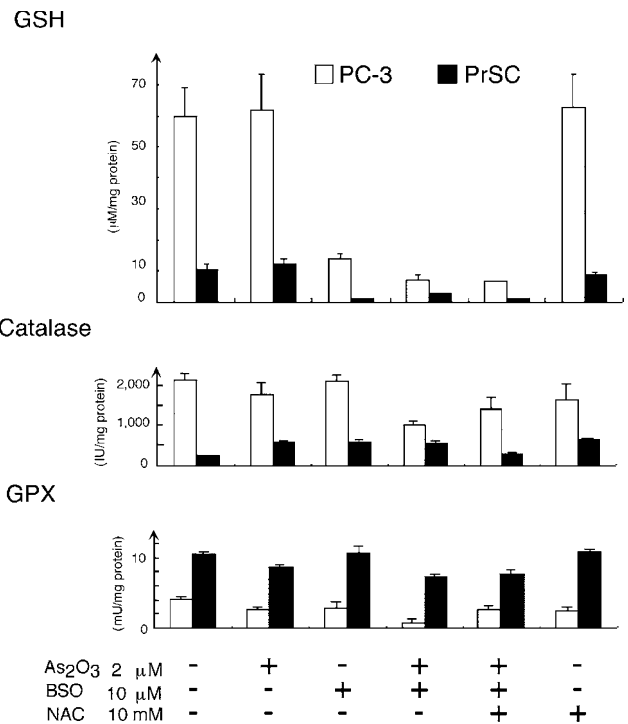 GSH
PC-3 PrSC
(µM/mg protein)
70
50
30
10
0
Catalase
(IU/mg protein)
2,000
1,000
0
GPX
(mU/mg protein)
10
0
As₂O₃ 2 µM - + - + + -
BSO 10 µM - - + + + -
NAC 10 mM - - - - + +